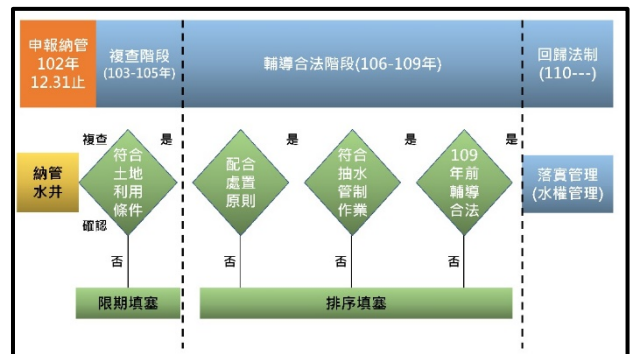 申報納管
102年
12.31止
複查階段
(103-105年)
輔導合法階段(106-109年)
回歸法制
(110---)
納管
水井
複查
確認
符合
土地
利用
條件
是
否
配合
處置
原則
是
否
符合
抽水
管制
作業
是
否
109
年前
輔導
合法
是
否
落實管理
(水權管理)
限期填塞
排序填塞